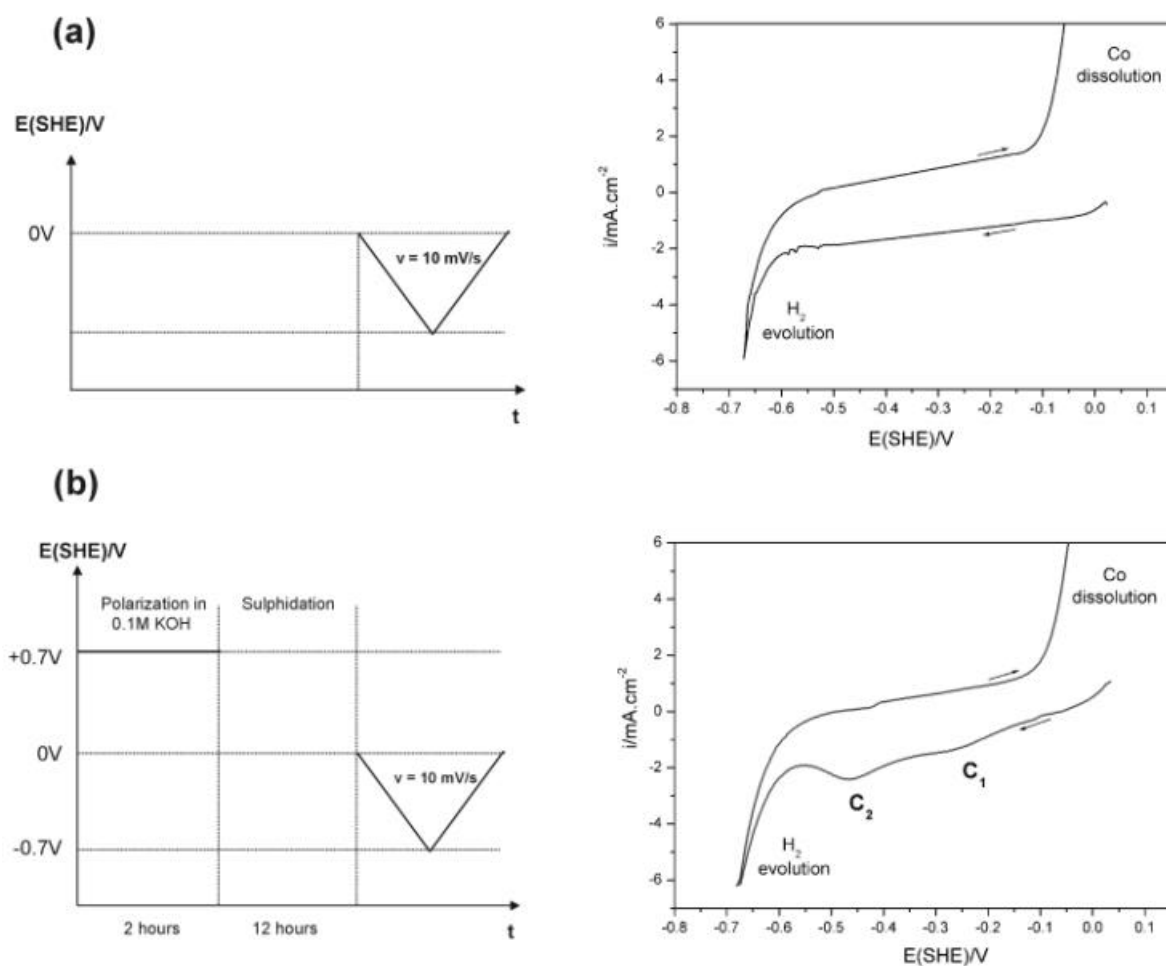 (a)
E(SHE)/V
0V
v = 10 mV/s
t
6
4
2
0
-2
-4
-6
i/mA.cm⁻²
Co
dissolution
H₂
evolution
-0.8 -0.7 -0.6 -0.5 -0.4 -0.3 -0.2 -0.1 0.0 0.1
E(SHE)/V
(b)
E(SHE)/V
Polarization in
0.1M KOH
Sulphidation
+0.7V
0V
v = 10 mV/s
-0.7V
2 hours
12 hours
t
6
4
2
0
-2
-4
-6
i/mA.cm⁻²
Co
dissolution
C₁
C₂
H₂
evolution
-0.8 -0.7 -0.6 -0.5 -0.4 -0.3 -0.2 -0.1 0.0 0.1
E(SHE)/V